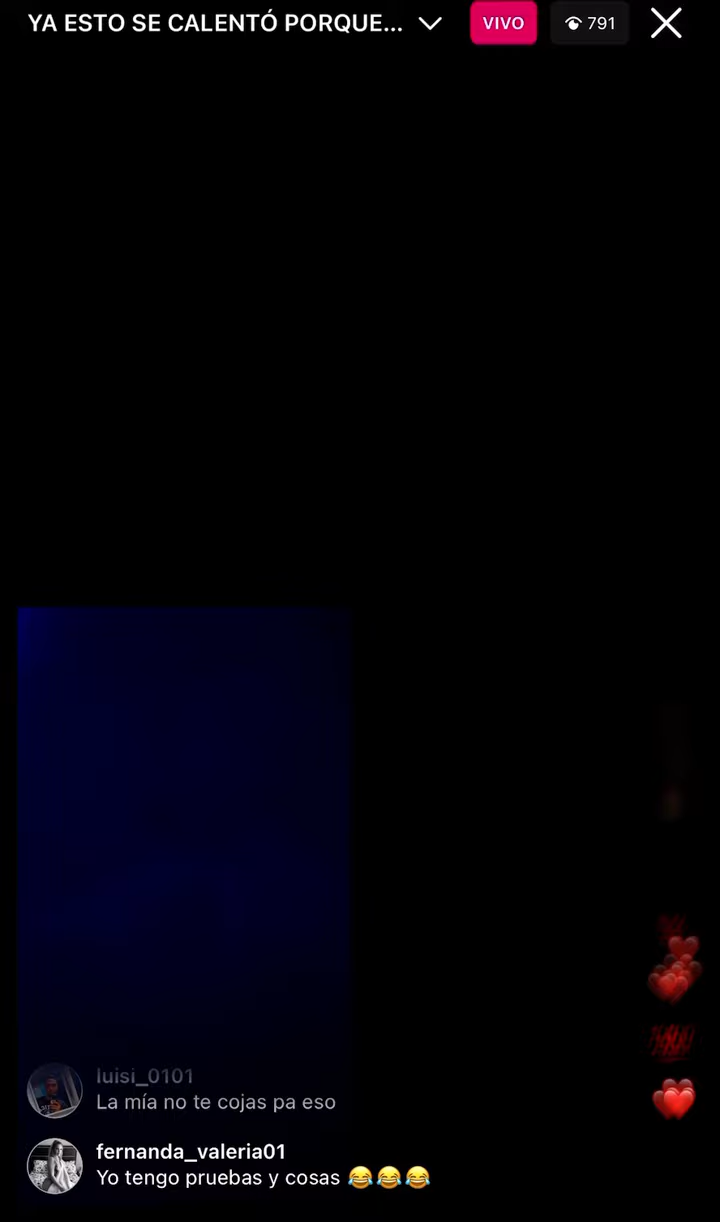 YA ESTO SE CALENTÓ PORQUE...
VIVO
791
luisi_0101
La mía no te cojas pa eso
fernanda_valeria01
Yo tengo pruebas y cosas 😂😂😂